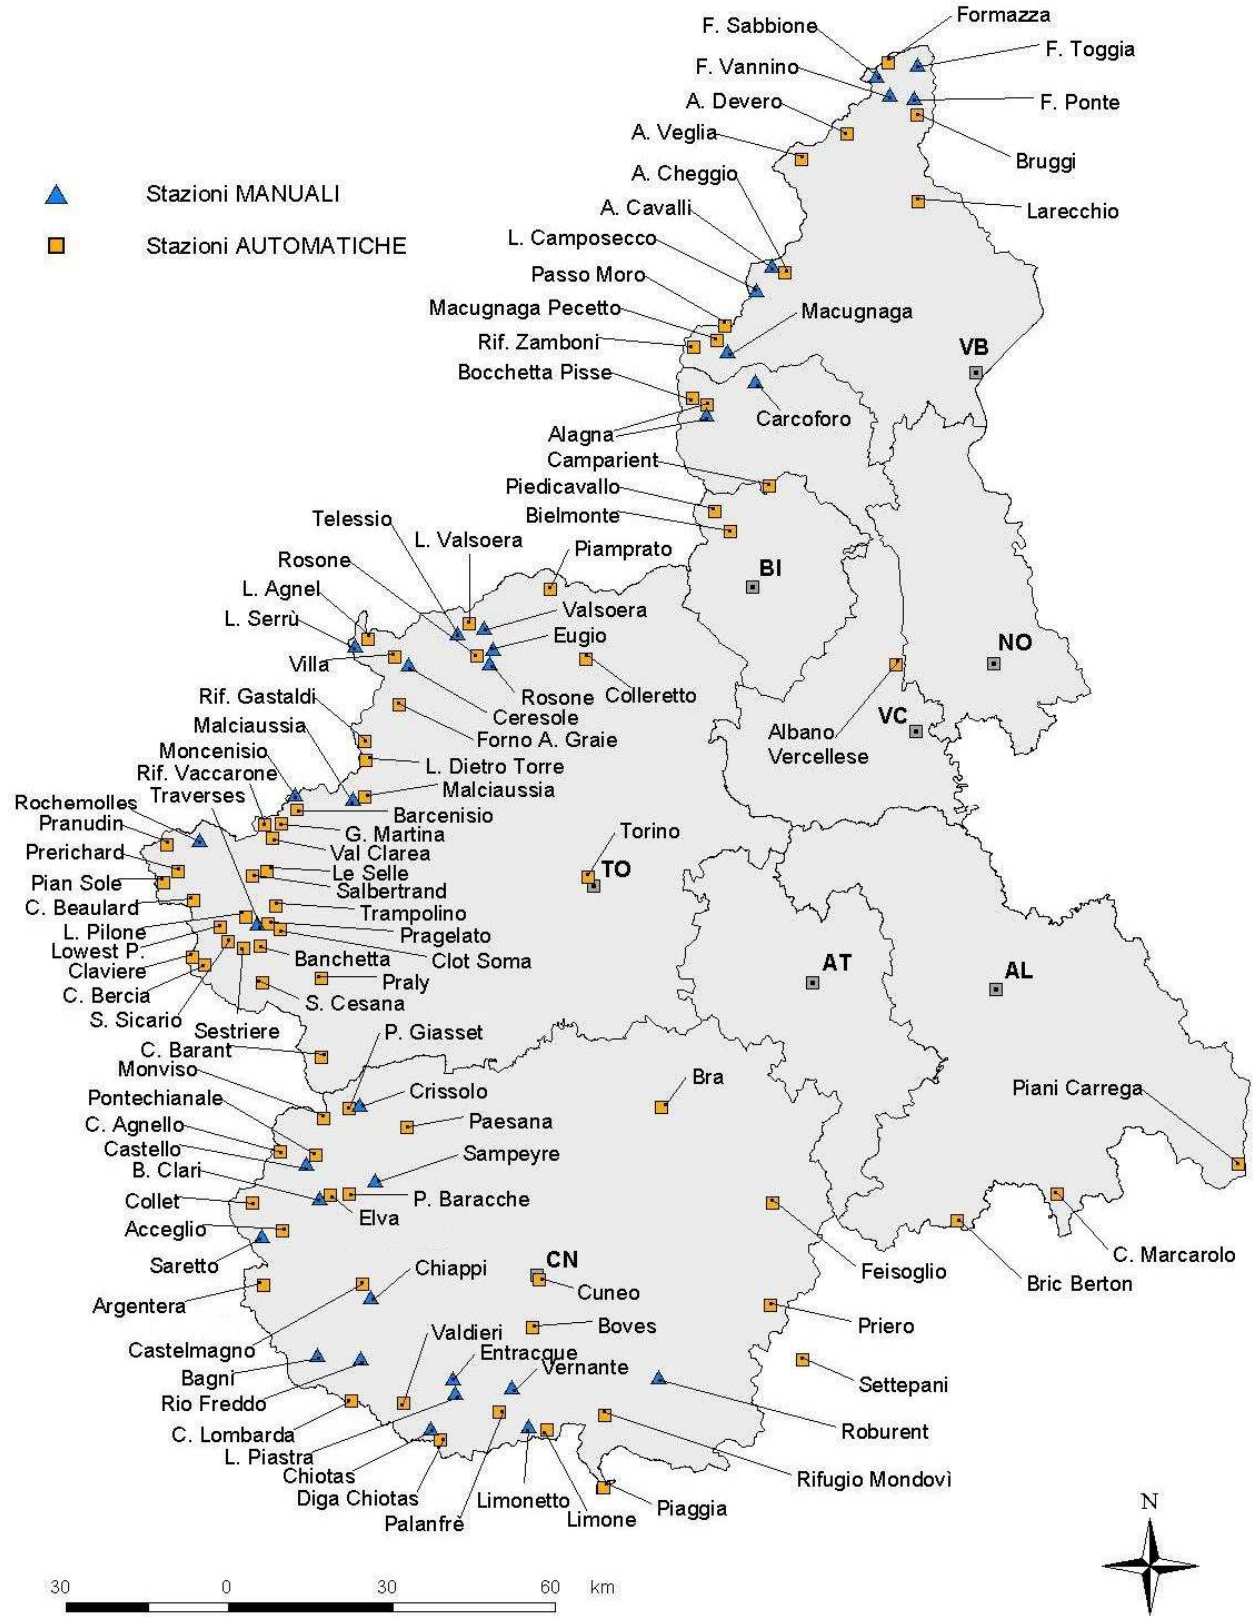 Formazza
F. Sabbione
F. Toggia
F. Vannino
A. Devero
F. Ponte
A. Veglia
Bruggi
A. Cheggio
Stazioni MANUALI
A. Cavalli
Larecchio
L. Camposecco
Stazioni AUTOMATICHE
Passo Moro
Macugnaga Pecetto
Macugnaga
Rif. Zamboni
VB
Bocchetta Pisse
Carcoforo
Alagna
Camparient
Piedicavallo
Bielmonte
Telessio
L. Valsoera
Piamprato
Rosone
BI
L. Agnel
Valsoera
L. Serrù
Eugio
NO
Villa
Rosone
Colleretto
Rif. Gastaldi
Ceresole
VC
Malciaussia
Forno A. Graie
Albano
Vercellese
Moncenisio
L. Dietro Torre
Rif. Vaccarone
Malciaussia
Traverses
Rochemolles
Barcenisio
Pranudin
G. Martina
Torino
Prerichard
Val Clarea
Le Selle
TO
Pian Sole
Salbertrand
C. Beaulard
Trampolino
L. Pilone
Pragelato
Lowest P.
Banchetta
Clot Soma
AT
AL
Claviere
Praly
C. Bercia
S. Cesana
S. Sicario
Sestriere
P. Giasset
C. Barant
Monviso
Bra
Crissolo
Piani Carrega
Pontechianale
C. Agnello
Paesana
Castello
Sampeyre
B. Clari
Collet
P. Baracche
Elva
Acceglio
Saretto
Chiappi
CN
C. Marcarolo
Feisoglio
Bric Berton
Argentera
Cuneo
Boves
Priero
Castelmagno
Valdieri
Entracque
Vernante
Bagni
Settepani
Rio Freddo
C. Lombarda
Roburent
L. Piastra
Chiotas
Rifugio Mondovì
Diga Chiotas
Limonetto
Piaggia
Palanfrè
Limone
N
30 0 30 60 km